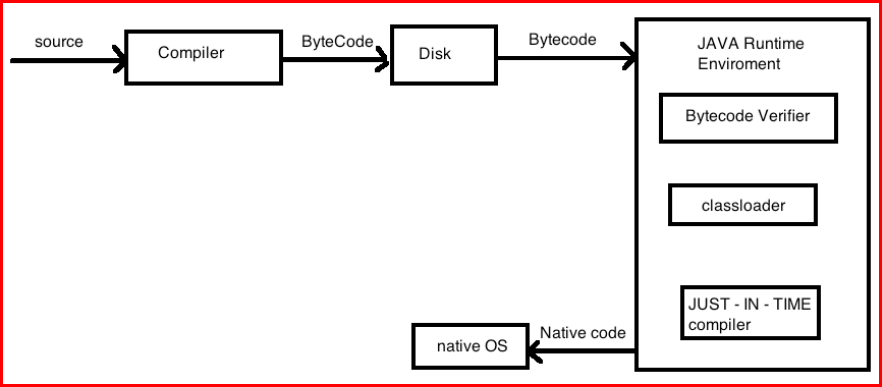 source
Compiler
ByteCode
Disk
Bytecode
JAVA Runtime
Enviroment
Bytecode Verifier
classloader
JUST - IN - TIME
compiler
Native code
native OS